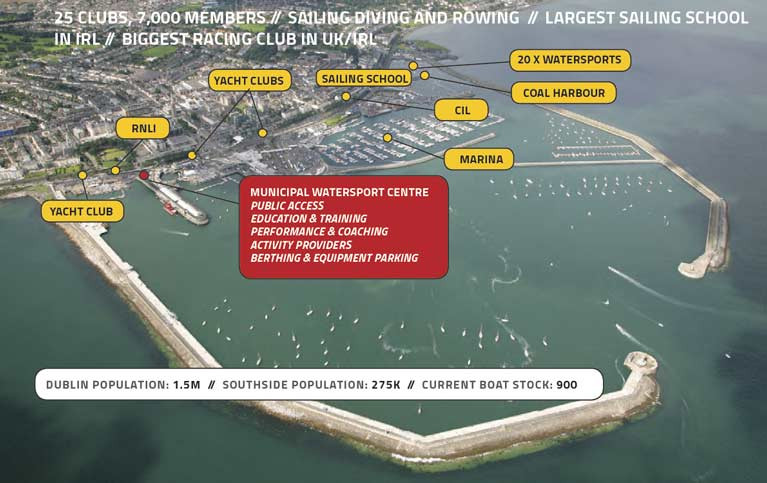 25 CLUBS, 7,000 MEMBERS // SAILING DIVING AND ROWING // LARGEST SAILING SCHOOL
IN IRL // BIGGEST RACING CLUB IN UK/IRL
20 X WATERSPORTS
YACHT CLUBS
SAILING SCHOOL
COAL HARBOUR
CIL
RNLI
MARINA
MUNICIPAL WATERSPORT CENTRE
PUBLIC ACCESS
EDUCATION & TRAINING
PERFORMANCE & COACHING
ACTIVITY PROVIDERS
BERTHING & EQUIPMENT PARKING
YACHT CLUB
DUBLIN POPULATION: 1.5M // SOUTHSIDE POPULATION: 275K // CURRENT BOAT STOCK: 900